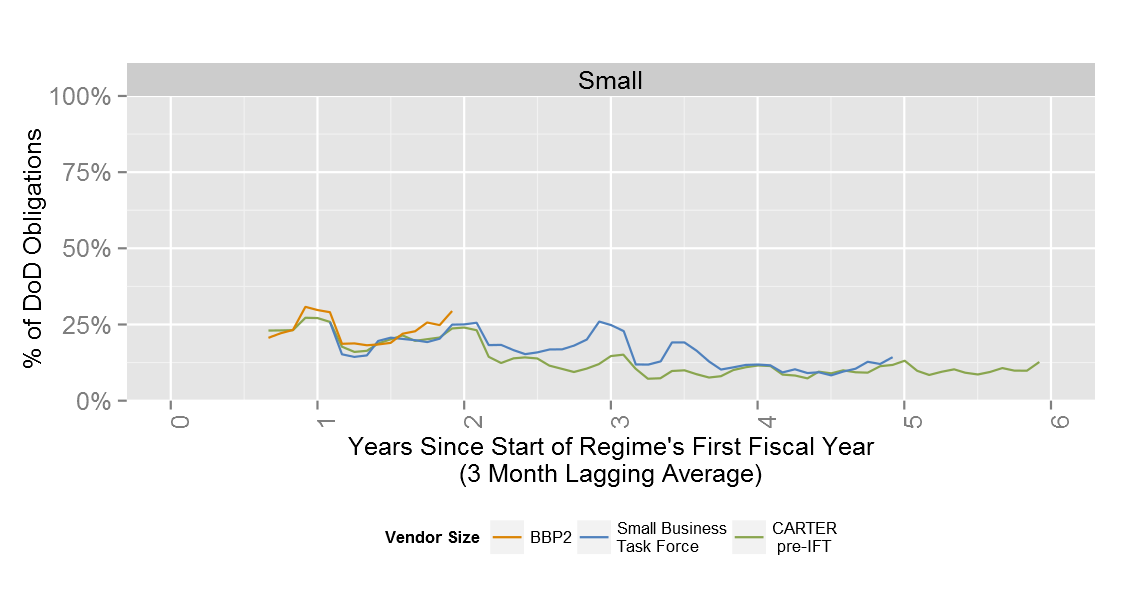 Small
100%
75%
50%
25%
0%
% of DoD Obligations
0 1 2 3 4 5 6
Years Since Start of Regime's First Fiscal Year
(3 Month Lagging Average)
Vendor Size
BBP2
Small Business
Task Force
CARTER
pre-IFT